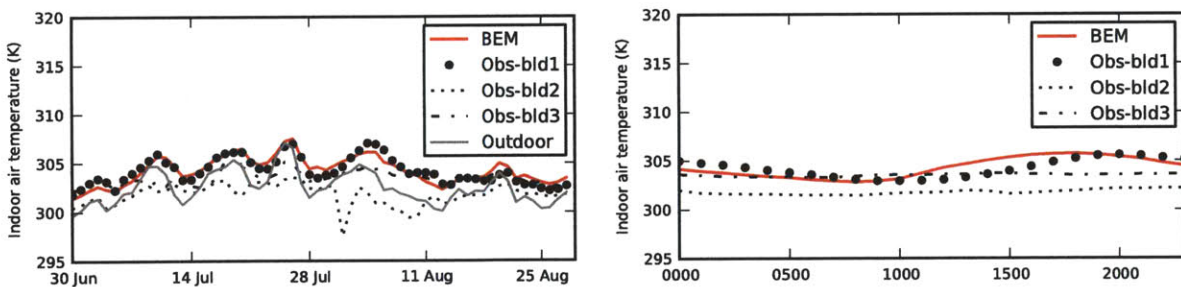 Indoor air temperature (K)
320
315
310
305
300
295
30 Jun
14 Jul
28 Jul
11 Aug
25 Aug
BEM
Obs-bld1
Obs-bld2
Obs-bld3
Outdoor
Indoor air temperature (K)
320
315
310
305
300
295
0000
0500
1000
1500
2000
BEM
Obs-bld1
Obs-bld2
Obs-bld3